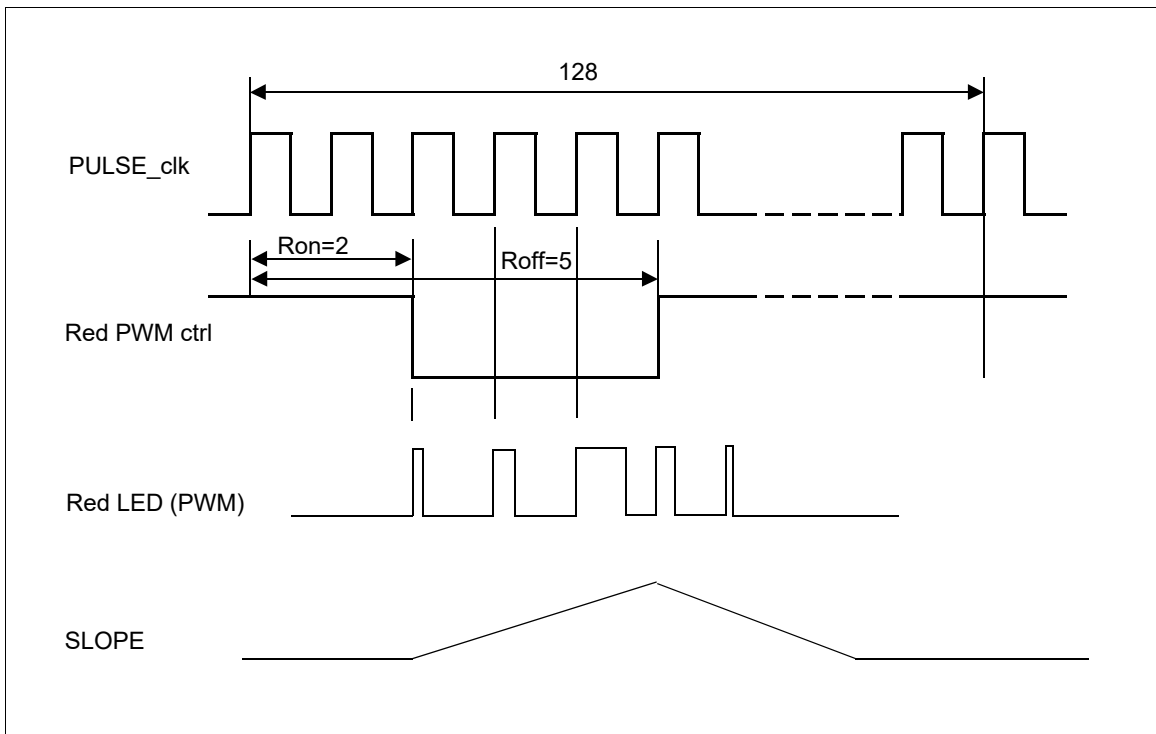 128
PULSE_clk
Ron=2
Roff=5
Red PWM ctrl
Red LED (PWM)
SLOPE